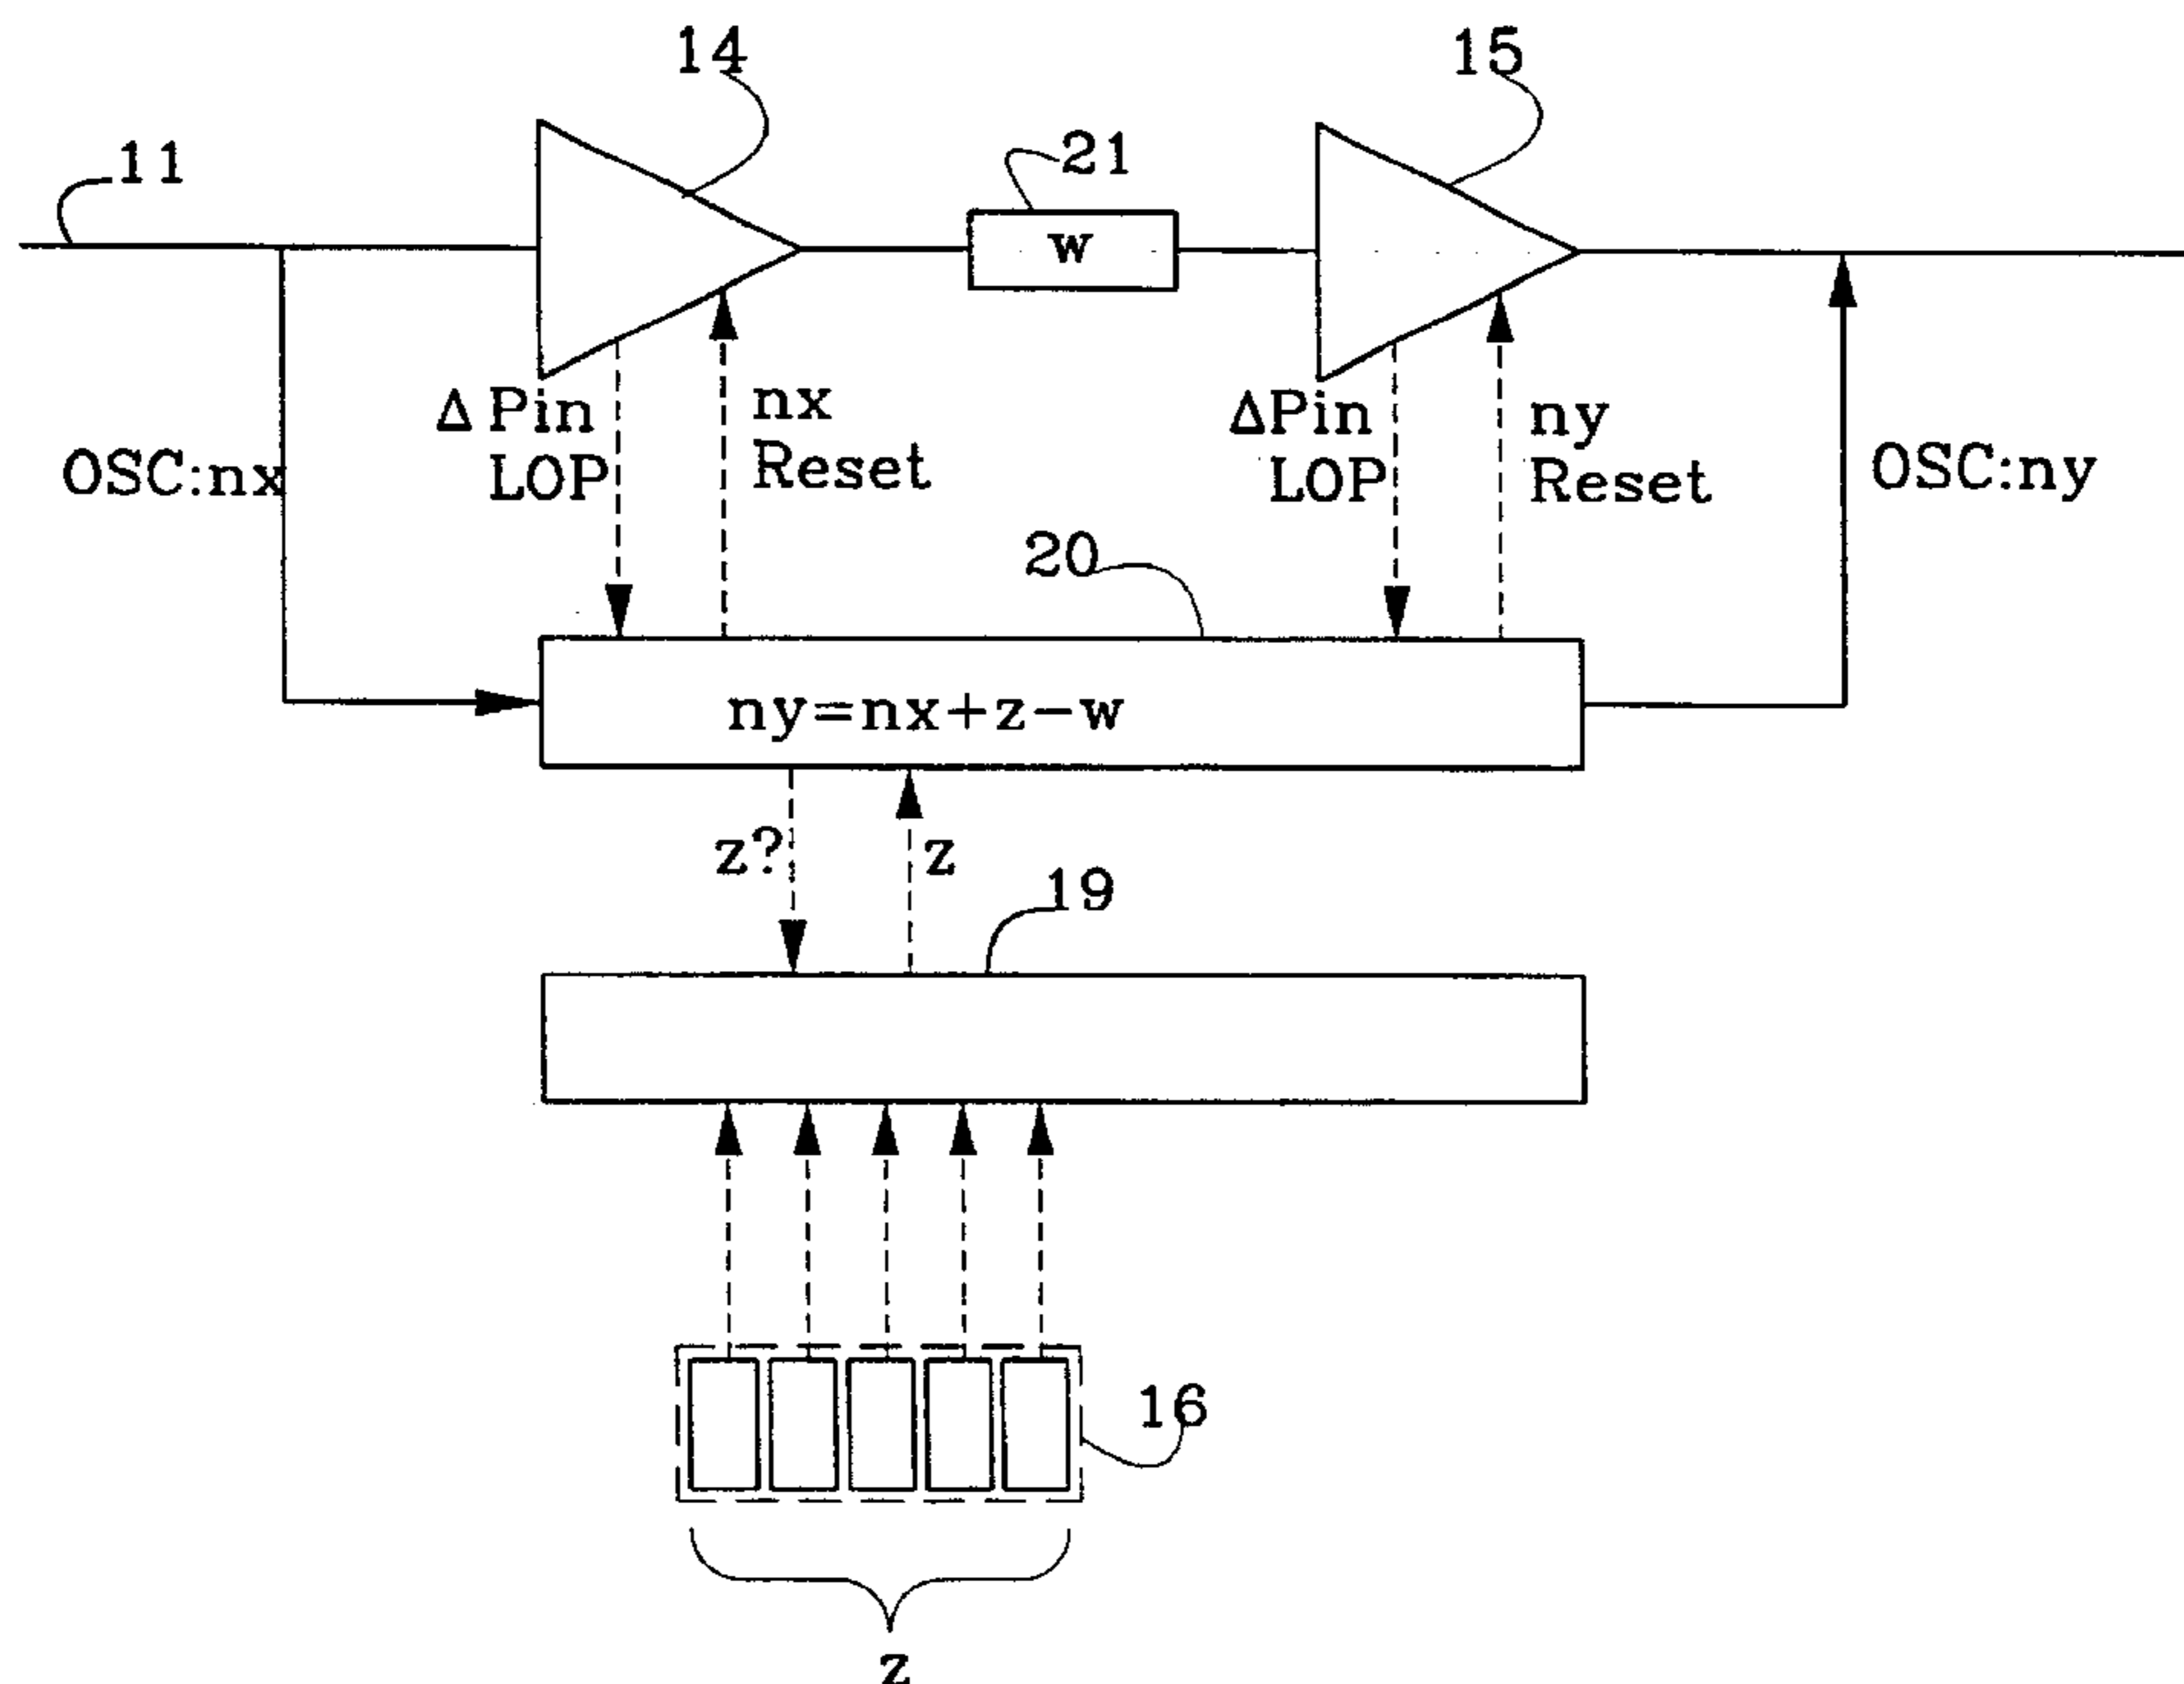 14
15
11
21
w
Δ Pin
LOP
nx
Reset
ΔPin
LOP
ny
Reset
OSC:nx
OSC:ny
20
ny=nx+z-w
z?
z
19
16
z